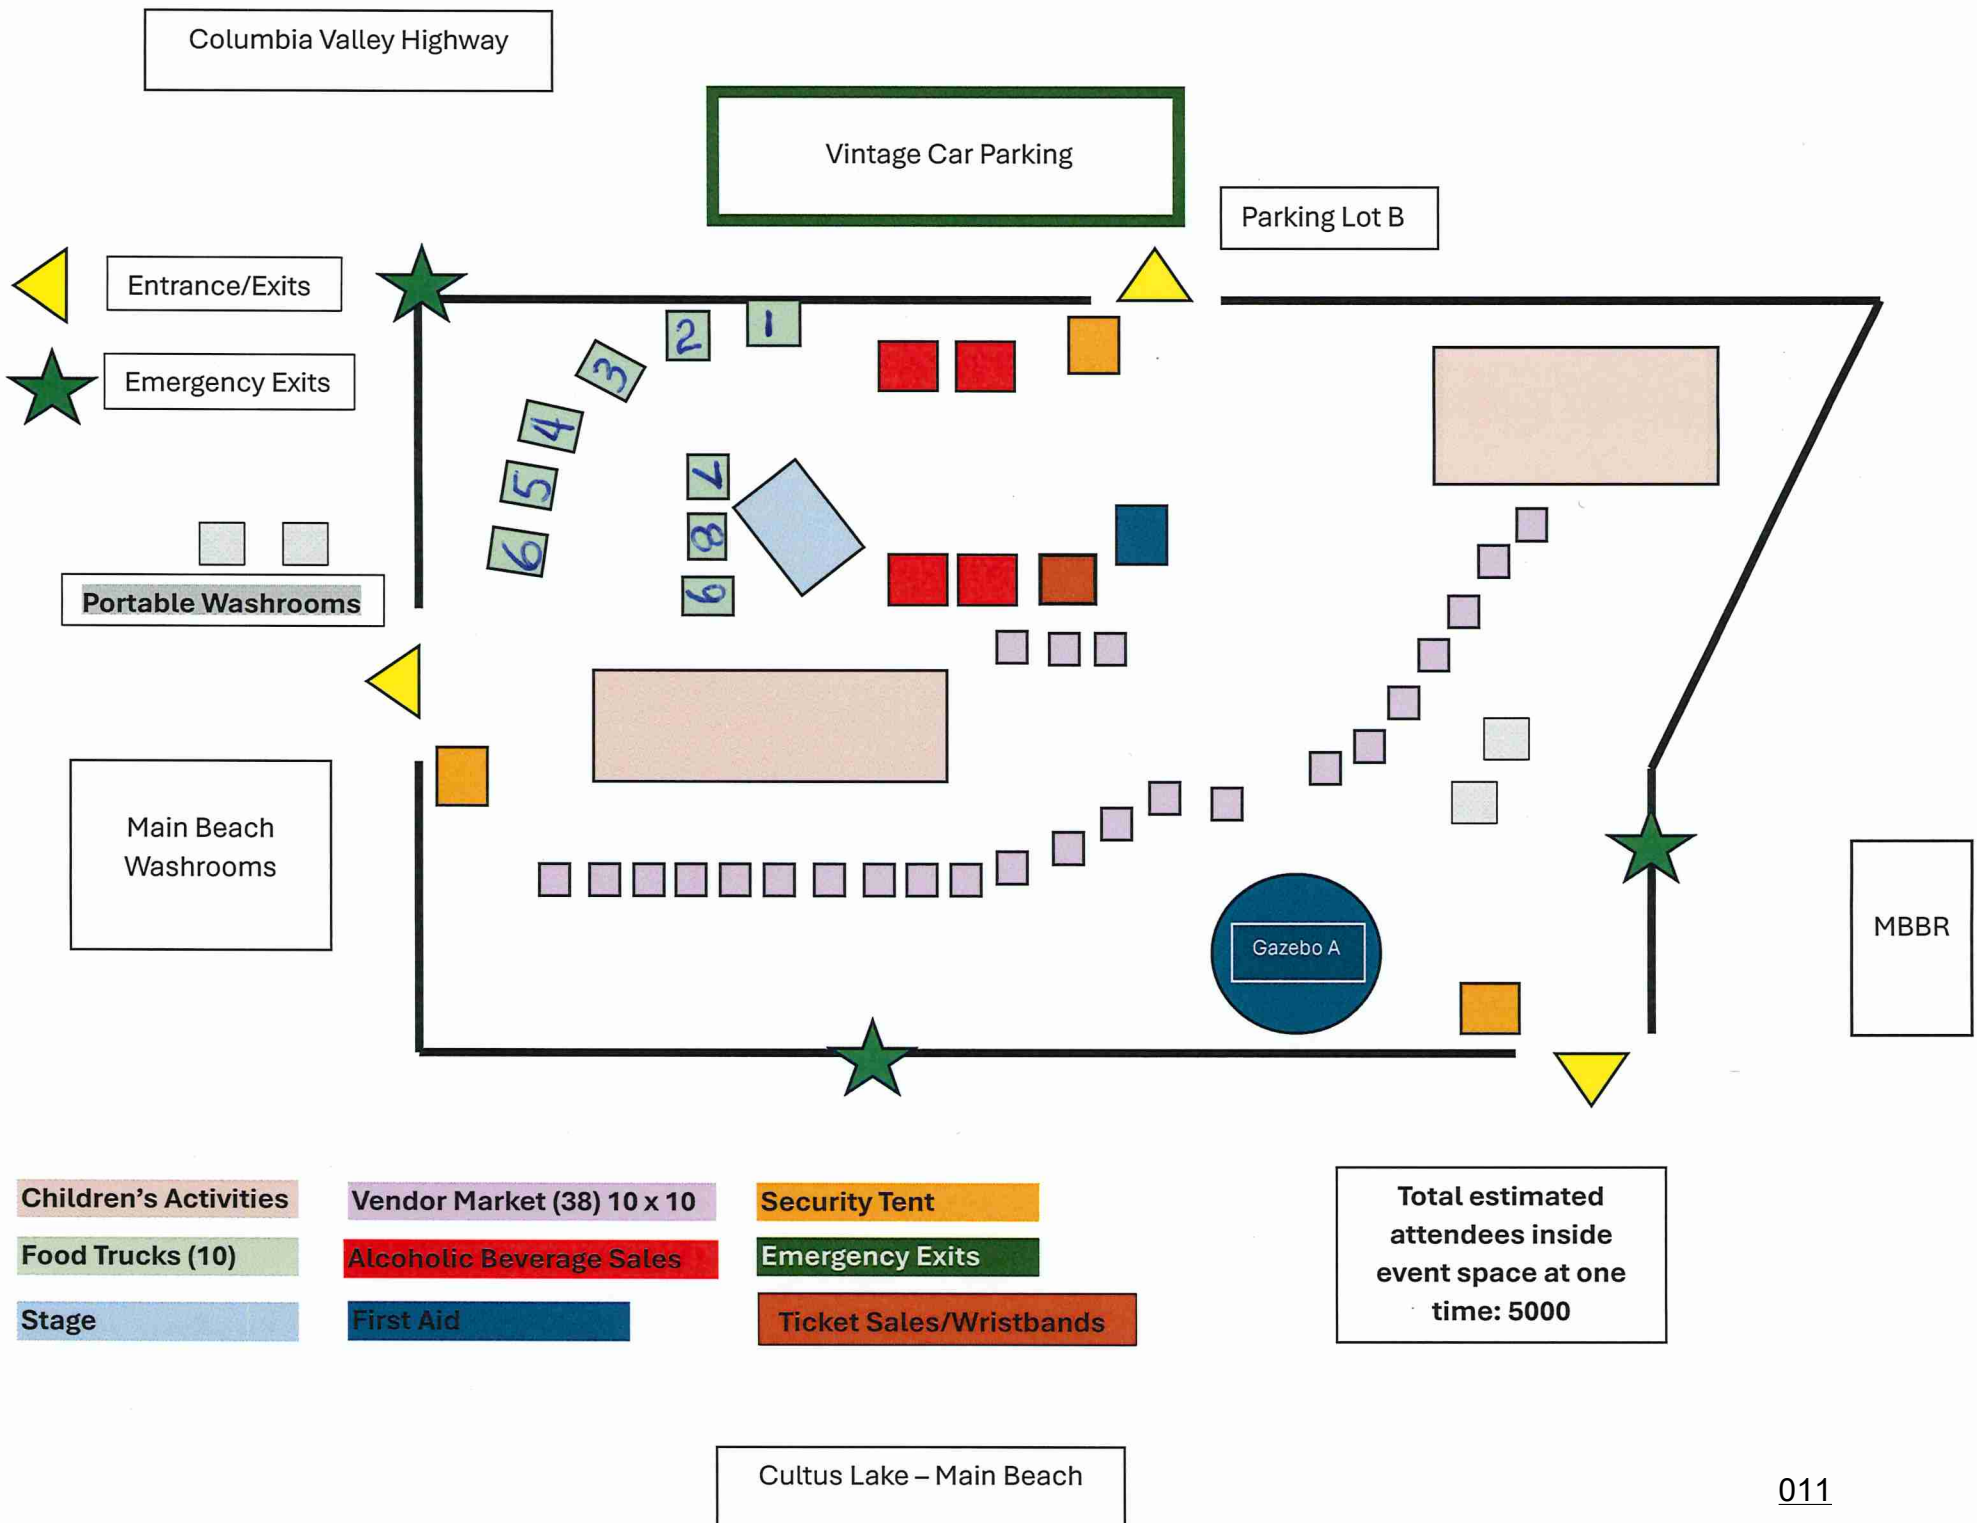 Columbia Valley Highway
Vintage Car Parking
Parking Lot B
Entrance/Exits
Emergency Exits
1
2
3
4
5
6
7
8
9
Portable Washrooms
Main Beach
Washrooms
Gazebo A
MBBR
Children's Activities
Vendor Market (38) 10 x 10
Security Tent
Food Trucks (10)
Alcoholic Beverage Sales
Emergency Exits
Stage
First Aid
Ticket Sales/Wristbands
Total estimated
attendees inside
event space at one
time: 5000
Cultus Lake – Main Beach
011